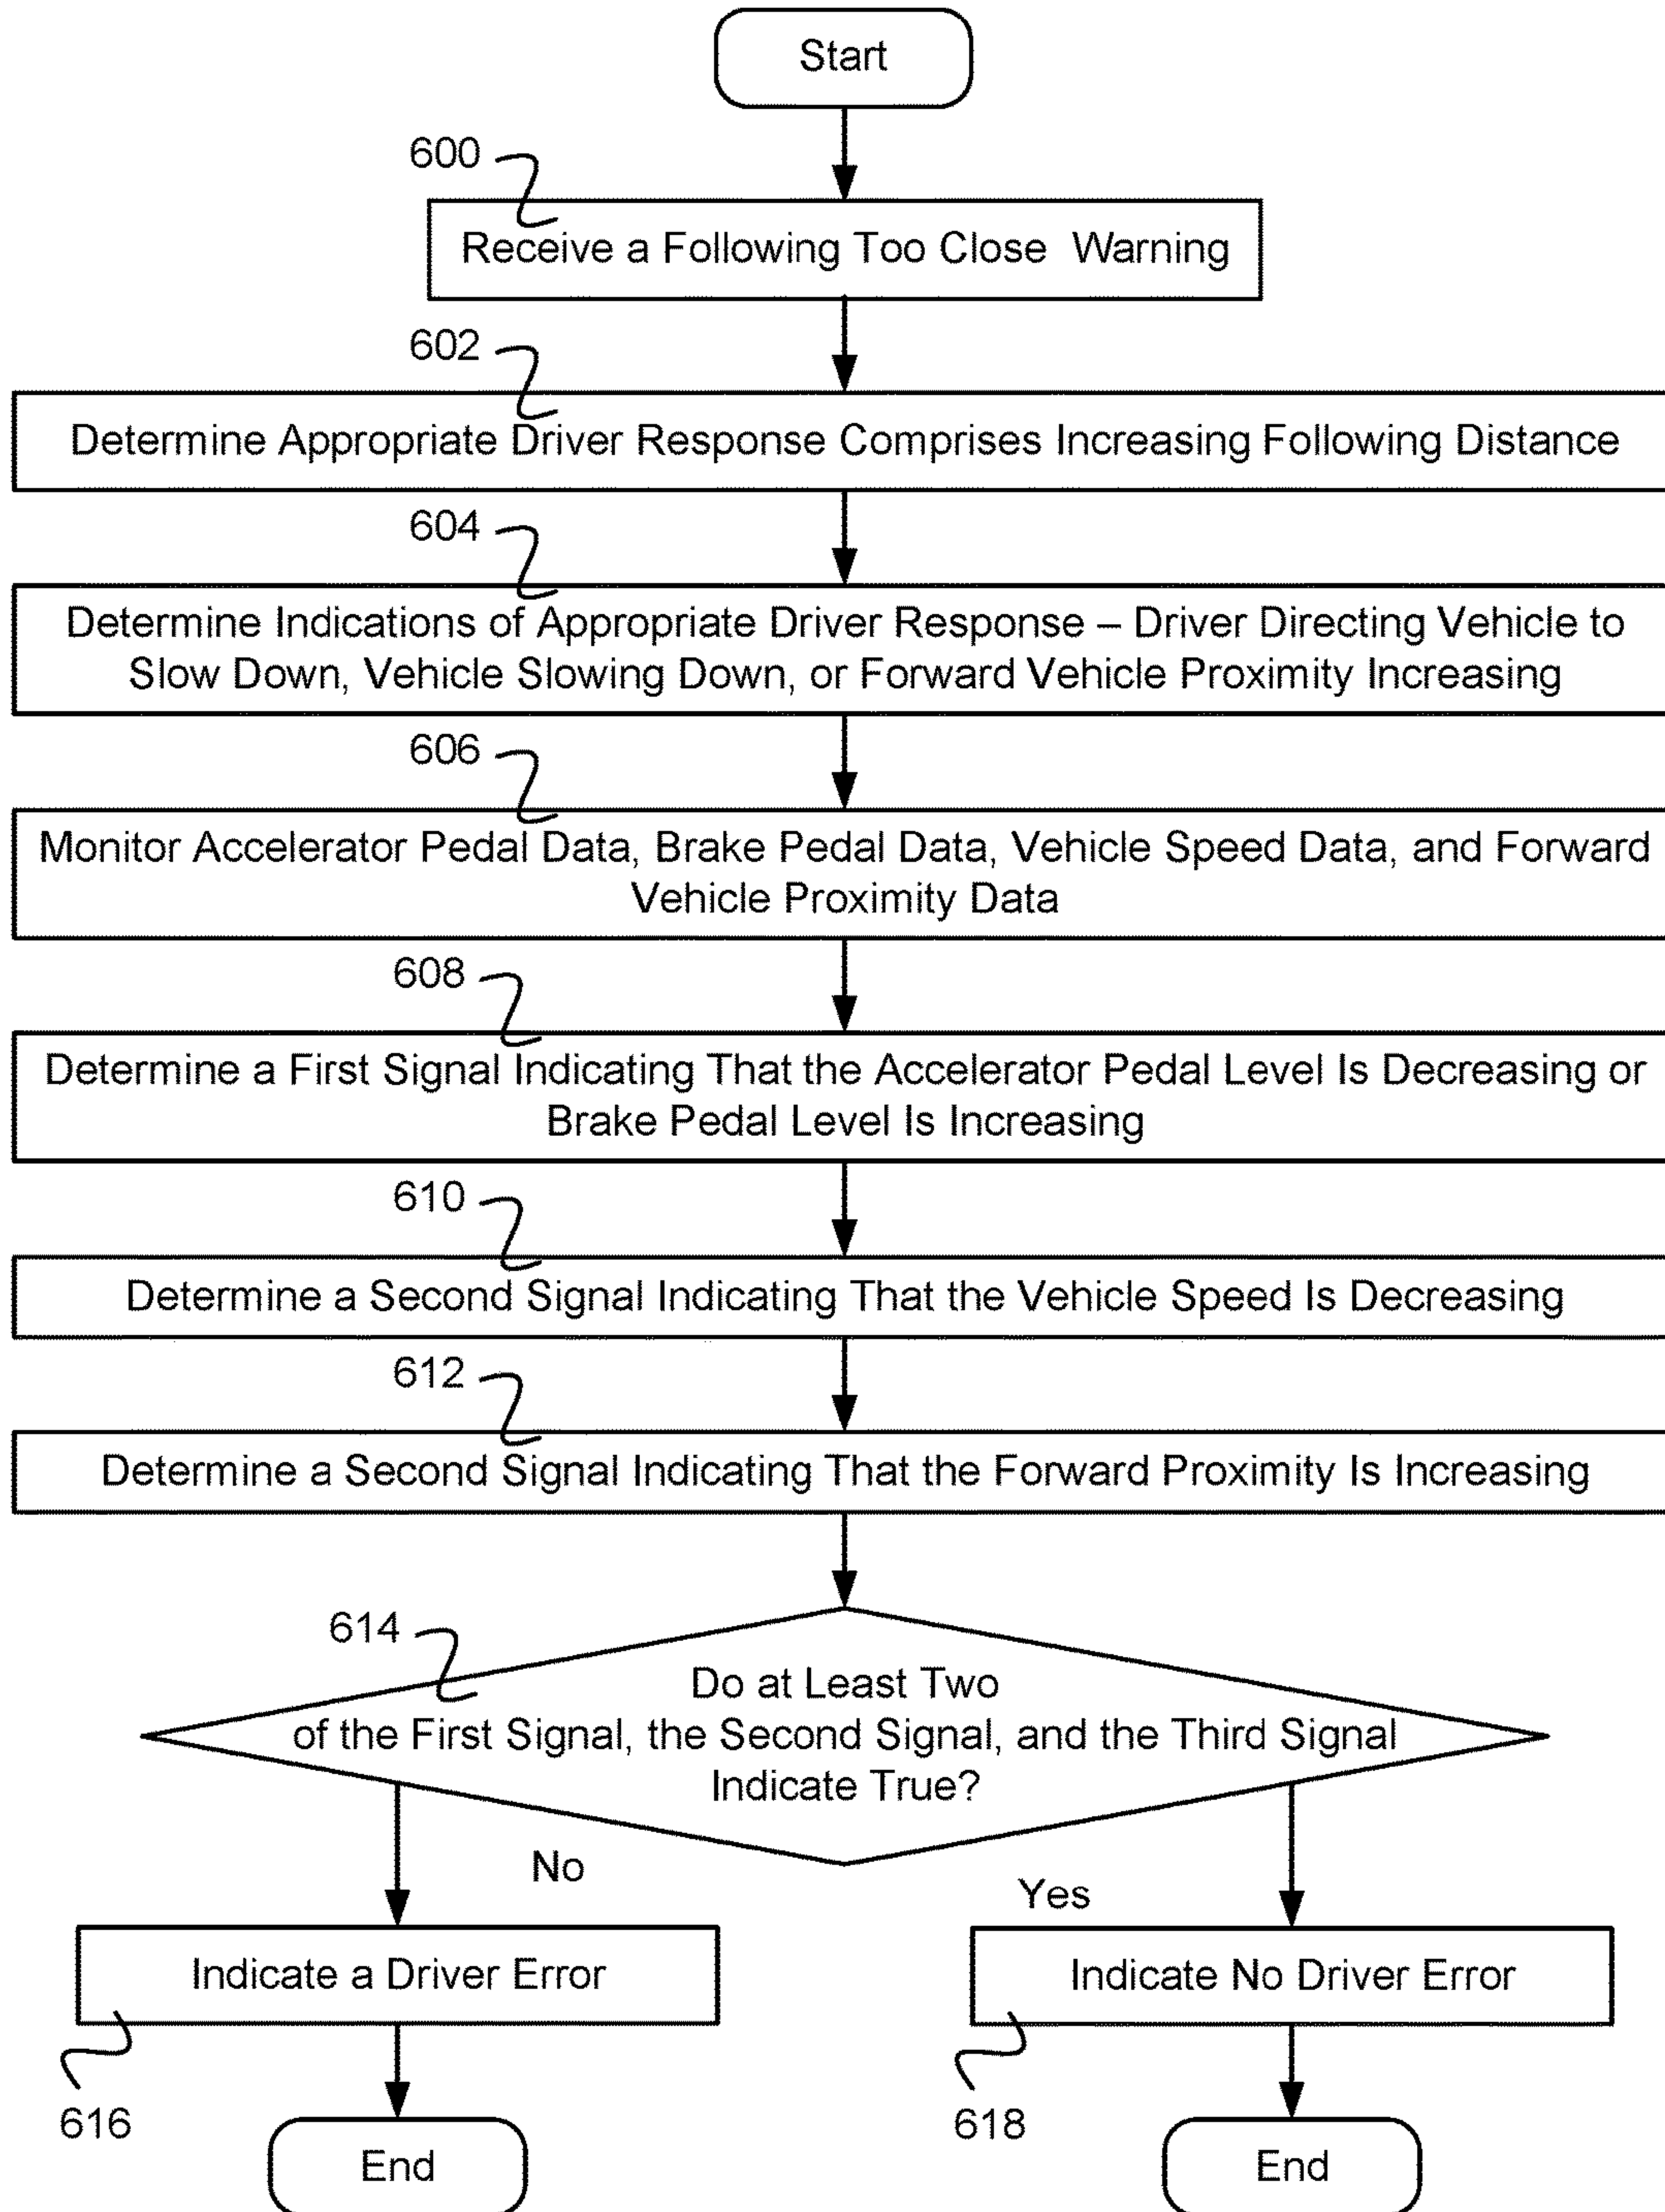 Start
600
Receive a Following Too Close Warning
602
Determine Appropriate Driver Response Comprises Increasing Following Distance
604
Determine Indications of Appropriate Driver Response – Driver Directing Vehicle to
Slow Down, Vehicle Slowing Down, or Forward Vehicle Proximity Increasing
606
Monitor Accelerator Pedal Data, Brake Pedal Data, Vehicle Speed Data, and Forward
Vehicle Proximity Data
608
Determine a First Signal Indicating That the Accelerator Pedal Level Is Decreasing or
Brake Pedal Level Is Increasing
610
Determine a Second Signal Indicating That the Vehicle Speed Is Decreasing
612
Determine a Second Signal Indicating That the Forward Proximity Is Increasing
614
Do at Least Two
of the First Signal, the Second Signal, and the Third Signal
Indicate True?
No
Yes
Indicate a Driver Error
Indicate No Driver Error
616
618
End
End